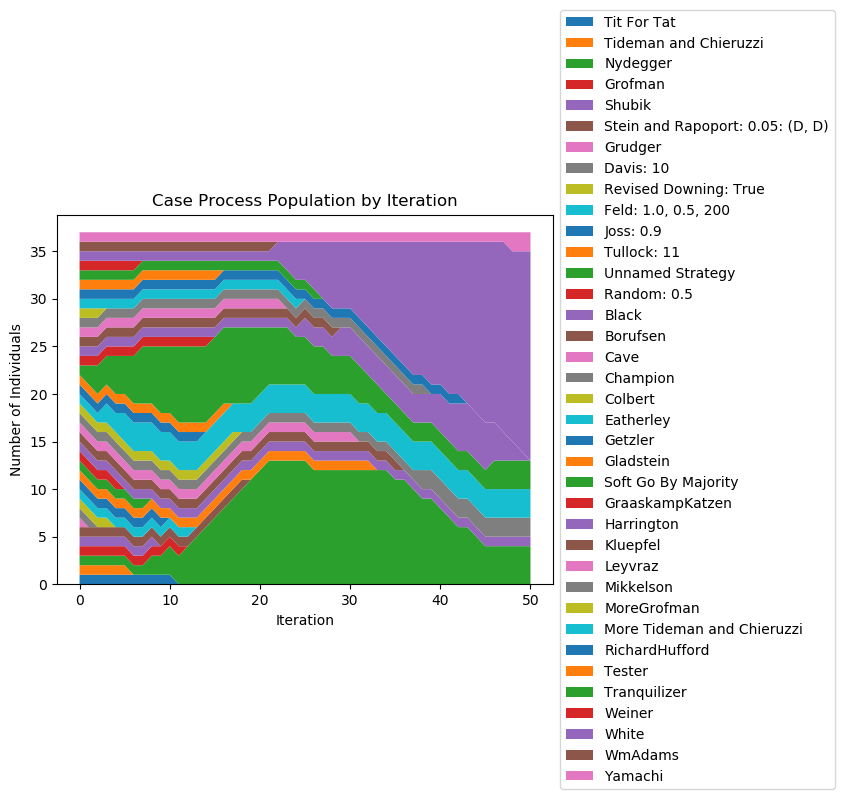 Case Process Population by Iteration
Number of Individuals
35
30
25
20
15
10
5
0
0 10 20 30 40 50
Iteration
Tit For Tat
Tideman and Chieruzzi
Nydegger
Grofman
Shubik
Stein and Rapoport: 0.05: (D, D)
Grudger
Davis: 10
Revised Downing: True
Feld: 1.0, 0.5, 200
Joss: 0.9
Tullock: 11
Unnamed Strategy
Random: 0.5
Black
Borufsen
Cave
Champion
Colbert
Eatherley
Getzler
Gladstein
Soft Go By Majority
GraaskampKatzen
Harrington
Kluepfel
Leyvraz
Mikkelson
MoreGrofman
More Tideman and Chieruzzi
RichardHufford
Tester
Tranquilizer
Weiner
White
WmAdams
Yamachi